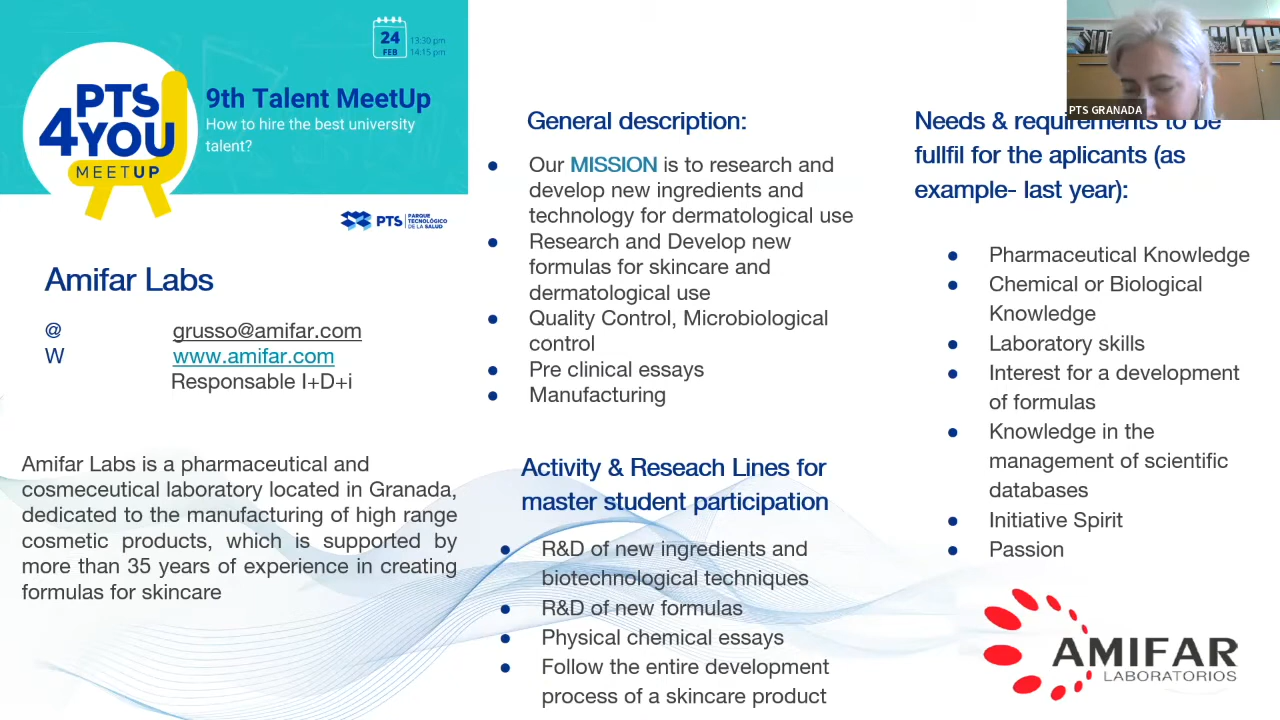 24
FEB
13:30 pm
14:15 pm
PTS
4YOU
MEETUP
9th Talent MeetUp
How to hire the best university
talent?
PTS
PARQUE
TECNOLÓGICO
DE LA SALUD
Amifar Labs
@ grusso@amifar.com
W www.amifar.com
Responsable I+D+i
Amifar Labs is a pharmaceutical and
cosmeceutical laboratory located in Granada,
dedicated to the manufacturing of high range
cosmetic products, which is supported by
more than 35 years of experience in creating
formulas for skincare
General description:
● Our MISSION is to research and
develop new ingredients and
technology for dermatological use
● Research and Develop new
formulas for skincare and
dermatological use
● Quality Control, Microbiological
control
● Pre clinical essays
● Manufacturing
Activity & Reseach Lines for
master student participation
● R&D of new ingredients and
biotechnological techniques
● R&D of new formulas
● Physical chemical essays
● Follow the entire development
process of a skincare product
PTS GRANADA
Needs & requirements to be
fullfil for the aplicants (as
example- last year):
● Pharmaceutical Knowledge
● Chemical or Biological
Knowledge
● Laboratory skills
● Interest for a development
of formulas
● Knowledge in the
management of scientific
databases
● Initiative Spirit
● Passion
AMIFAR
LABORATORIOS